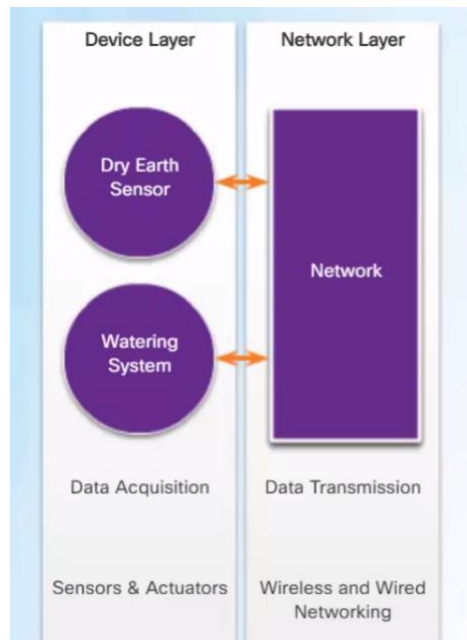 Device Layer
Network Layer
Dry Earth
Sensor
Network
Watering
System
Data Acquisition
Data Transmission
Sensors & Actuators
Wireless and Wired
Networking